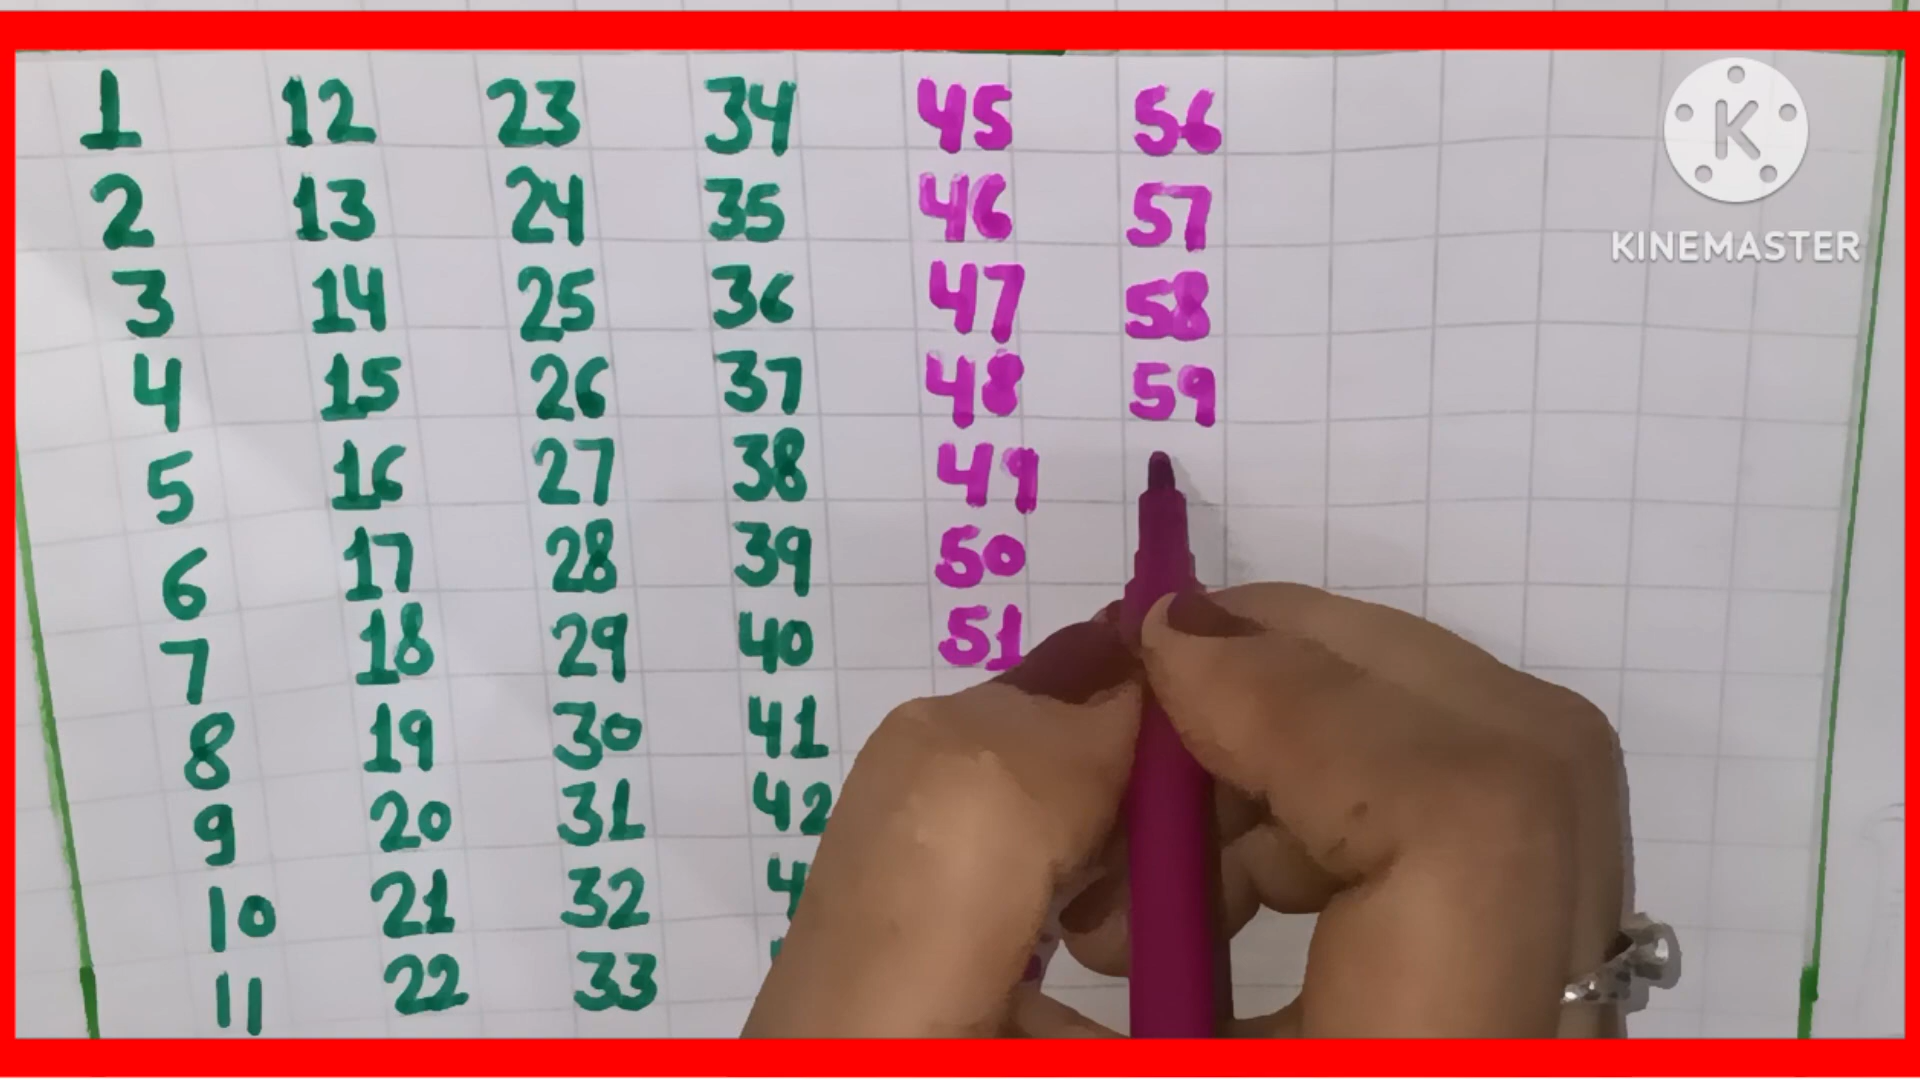 1 12 23 34 45 56
2 13 24 35 46 57
3 14 25 36 47 58
4 15 26 37 48 59
5 16 27 38 49
6 17 28 39 50
7 18 29 40 51
8 19 30 41
9 20 31 42
10 21 32 4
11 22 33
K
KINEMASTER